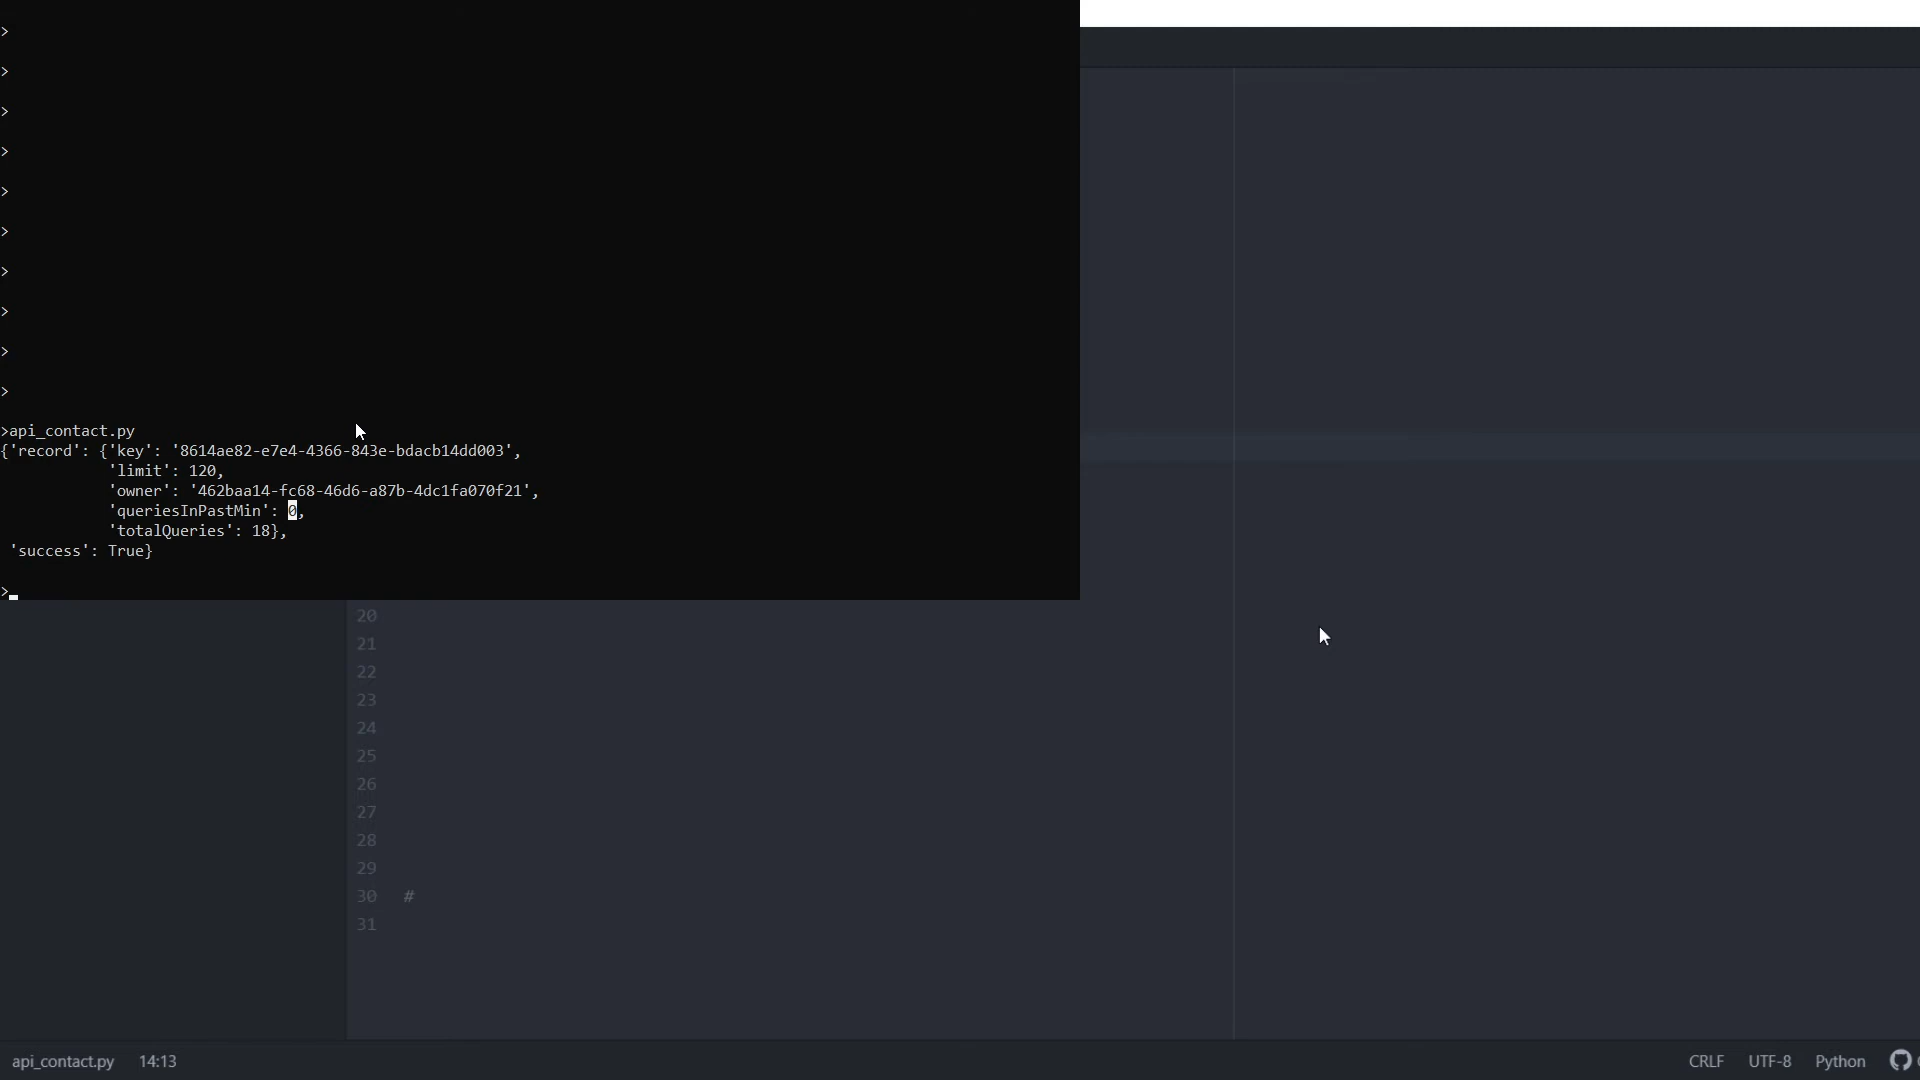 >
>
>
>
>
>
>
>
>
>
>api_contact.py
{'record': {'key': '8614ae82-e7e4-4366-843e-bdacb14dd003',
'limit': 120,
'owner': '462baa14-fc68-46d6-a87b-4dc1fa070f21',
'queriesInPastMin': 0,
'totalQueries': 18},
'success': True}
>
20
21
22
23
24
25
26
27
28
29
30 #
31
api_contact.py 14:13 CRLF UTF-8 Python